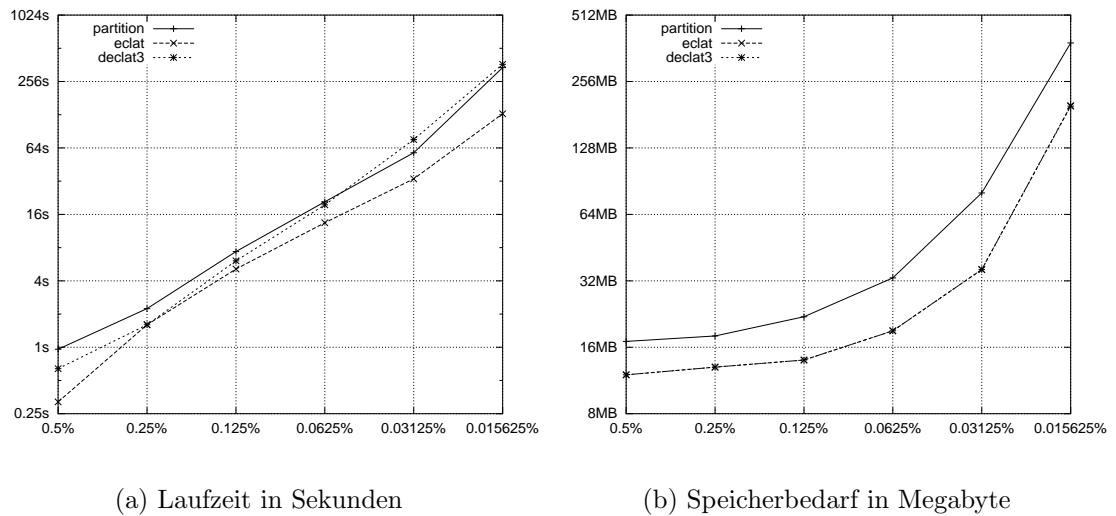 1024s
256s
64s
16s
4s
1s
0.25s
0.5% 0.25% 0.125% 0.0625% 0.03125% 0.015625%
partition
eclat
declat3
(a) Laufzeit in Sekunden
512MB
256MB
128MB
64MB
32MB
16MB
8MB
0.5% 0.25% 0.125% 0.0625% 0.03125% 0.015625%
partition
eclat
declat3
(b) Speicherbedarf in Megabyte